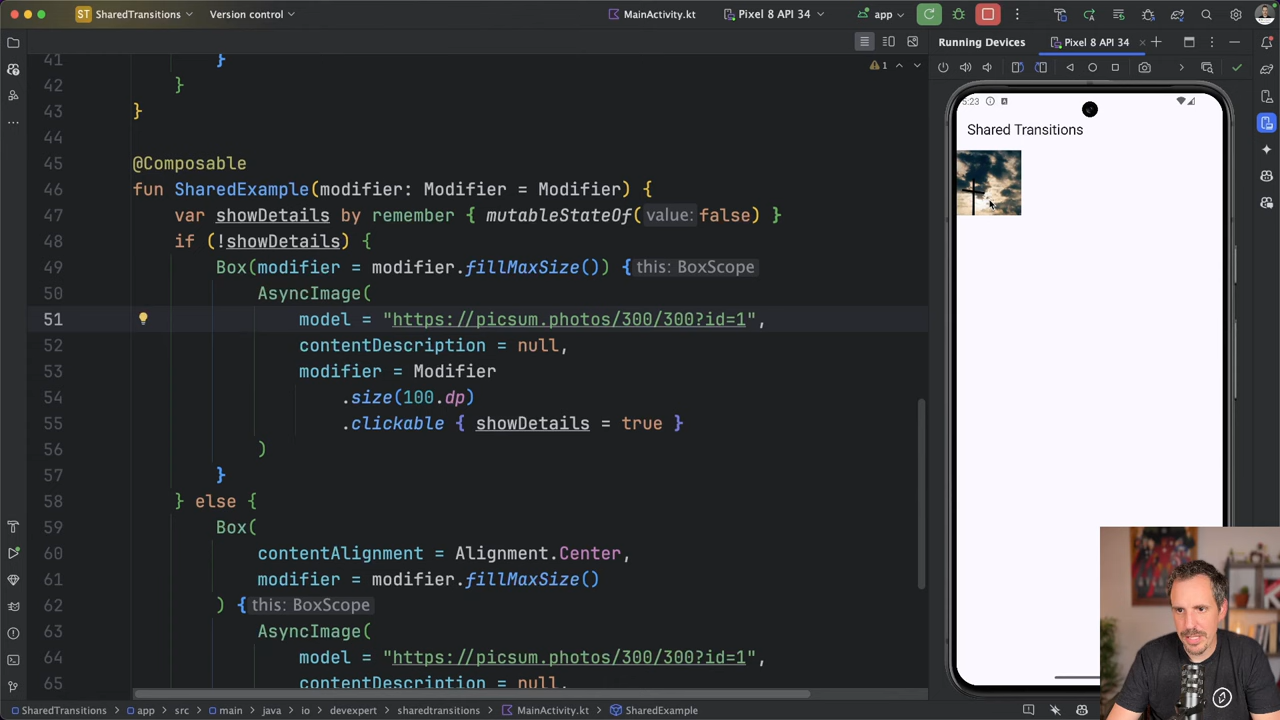 ST SharedTransitions Version control MainActivity.kt Pixel 8 API 34 app
Running Devices Pixel 8 API 34
1
41 }
42 }
43 }
44
45 @Composable
46 fun SharedExample(modifier: Modifier = Modifier) {
47 var showDetails by remember { mutableStateOf( value: false) }
48 if (!showDetails) {
49 Box(modifier = modifier.fillMaxSize()) { this: BoxScope
50 AsyncImage(
51 model = "https://picsum.photos/300/300?id=1",
52 contentDescription = null,
53 modifier = Modifier
54 .size(100.dp)
55 .clickable { showDetails = true }
56 )
57 }
58 } else {
59 Box(
60 contentAlignment = Alignment.Center,
61 modifier = modifier.fillMaxSize()
62 ) { this: BoxScope
63 AsyncImage(
64 model = "https://picsum.photos/300/300?id=1",
65 contentDescription = null,
5:23
Shared Transitions
SharedTransitions app src main java io devexpert sharedtransitions MainActivity.kt SharedExample